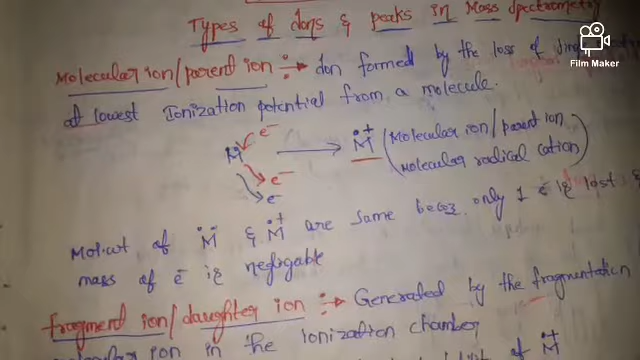 Types of ions & peaks in Mass Spectrometry
Film Maker
Molecular ion/parent ion :→ Ion formed by the loss of
at lowest Ionization potential from a molecule.
e⁻
M̈ → Ṁ⁺ (Molecular ion/parent ion
molecular radical cation)
e⁻
e⁻
Mol.wt of M̈ & Ṁ⁺ are same becoz only 1 e⁻ is lost &
mass of e⁻ is negligable
fragment ion/daughter ion :→ Generated by the fragmentation
ion in the Ionization chamber
of Ṁ⁺